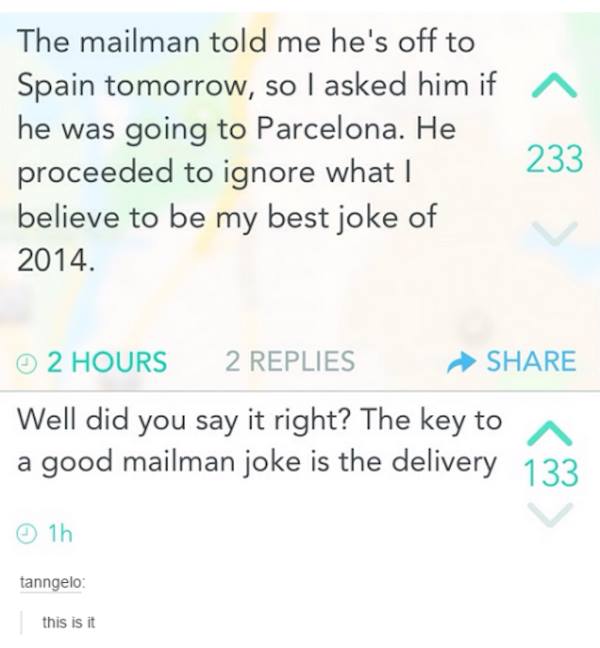 The mailman told me he's off to
Spain tomorrow, so I asked him if
he was going to Parcelona. He
proceeded to ignore what I
believe to be my best joke of
2014.
233
2 HOURS 2 REPLIES SHARE
Well did you say it right? The key to
a good mailman joke is the delivery
133
1h
tanngelo:
this is it